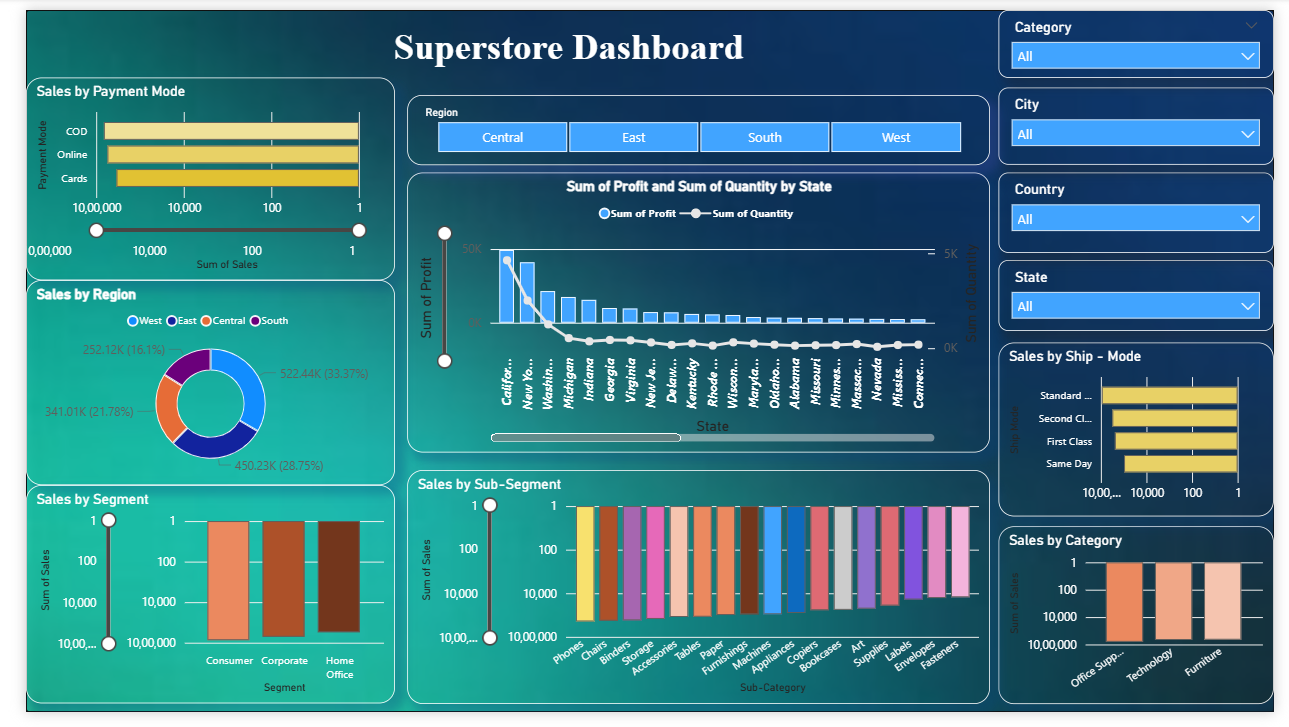 Superstore Dashboard
Category
All
City
All
Country
All
State
All
Region
Central East South West
Sales by Payment Mode
Payment Mode
COD
Online
Cards
10,00,000 10,000 100 1
0,00,000 10,000 100 1
Sum of Sales
Sum of Profit and Sum of Quantity by State
Sum of Profit Sum of Quantity
Sum of Profit
50K
0K
5K
0K
Sum of Quantity
Califor...
New Yo...
Washin...
Michigan
Indiana
Georgia
Virginia
New Je...
Delaw...
Kentucky
Rhode ...
Wiscon...
Maryla...
Oklaho...
Alabama
Missouri
Minnes...
Massac...
Nevada
Mississ...
Connec...
State
Sales by Region
West East Central South
252.12K (16.1%)
522.44K (33.37%)
341.01K (21.78%)
450.23K (28.75%)
Sales by Ship - Mode
Ship Mode
Standard ...
Second Cl...
First Class
Same Day
10,00,... 10,000 100 1
Sales by Segment
Sum of Sales
1
100
10,000
10,00,...
1
100
10,000
10,00,000
Consumer
Corporate
Home
Office
Segment
Sales by Sub-Segment
Sum of Sales
1
100
10,000
10,00,...
1
100
10,000
10,00,000
Phones
Chairs
Binders
Storage
Accessories
Tables
Paper
Furnishings
Machines
Appliances
Copiers
Bookcases
Art
Supplies
Labels
Envelopes
Fasteners
Sub-Category
Sales by Category
Sum of Sales
1
100
10,000
10,00,000
Office Supp...
Technology
Furniture